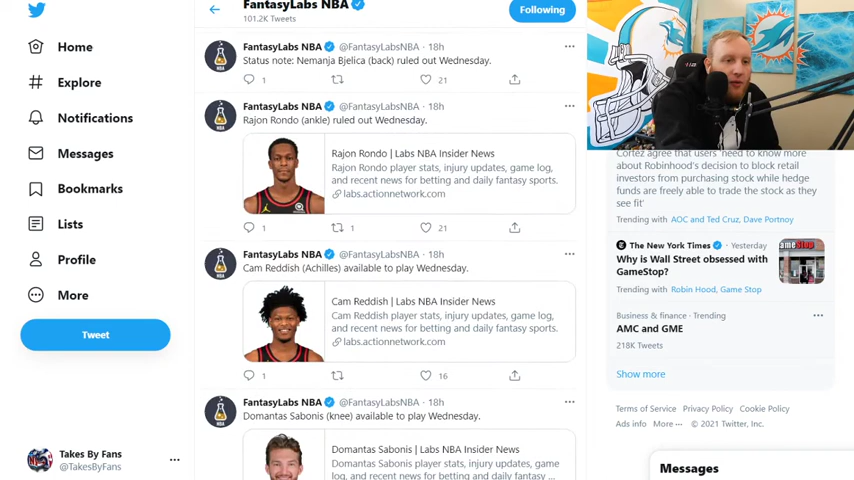 FantasyLabs NBA
101.2K Tweets
Following
Home
Explore
Notifications
Messages
Bookmarks
Lists
Profile
More
Tweet
Takes By Fans
@TakesByFans
FantasyLabs NBA @FantasyLabsNBA · 18h
Status note: Nemanja Bjelica (back) ruled out Wednesday.
1 21
FantasyLabs NBA @FantasyLabsNBA · 18h
Rajon Rondo (ankle) ruled out Wednesday.
Rajon Rondo | Labs NBA Insider News
Rajon Rondo player stats, injury updates, game log,
and recent news for betting and daily fantasy sports.
labs.actionnetwork.com
1 1 21
FantasyLabs NBA @FantasyLabsNBA · 18h
Cam Reddish (Achilles) available to play Wednesday.
Cam Reddish | Labs NBA Insider News
Cam Reddish player stats, injury updates, game log,
and recent news for betting and daily fantasy sports.
labs.actionnetwork.com
1 16
FantasyLabs NBA @FantasyLabsNBA · 18h
Domantas Sabonis (knee) available to play Wednesday.
Domantas Sabonis | Labs NBA Insider News
Domantas Sabonis player stats, injury updates, game
log, and recent news for betting and daily fantasy
Cortez agree that users 'need to know more
about Robinhood's decision to block retail
investors from purchasing stock while hedge
funds are freely able to trade the stock as they
see fit'
Trending with AOC and Ted Cruz, Dave Portnoy
The New York Times · Yesterday
Why is Wall Street obsessed with
GameStop?
Trending with Robin Hood, Game Stop
Business & finance · Trending
AMC and GME
218K Tweets
Show more
Terms of Service Privacy Policy Cookie Policy
Ads info More © 2021 Twitter, Inc.
Messages